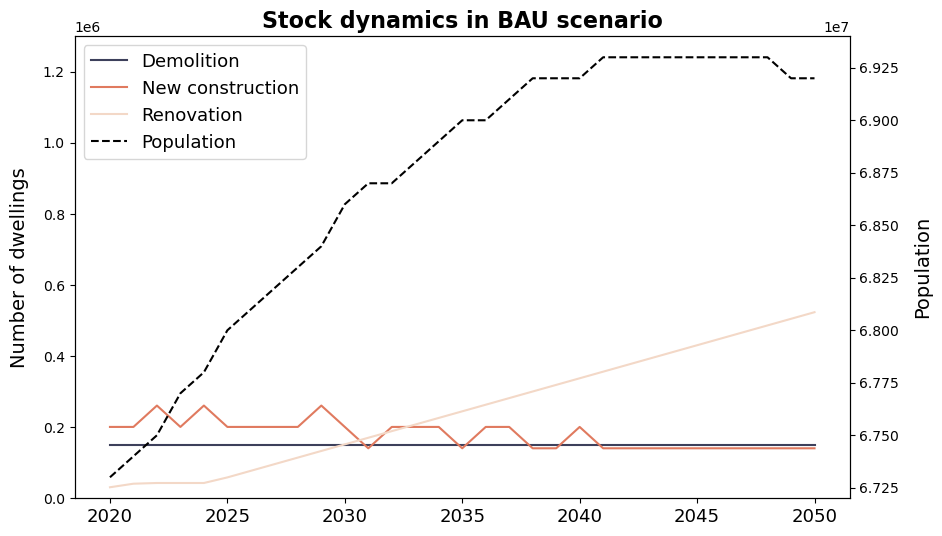 Stock dynamics in BAU scenario
1e6
1e7
Demolition
New construction
Renovation
Population
Number of dwellings
1.2
1.0
0.8
0.6
0.4
0.2
0.0
6.925
6.900
6.875
6.850
6.825
6.800
6.775
6.750
6.725
Population
2020 2025 2030 2035 2040 2045 2050